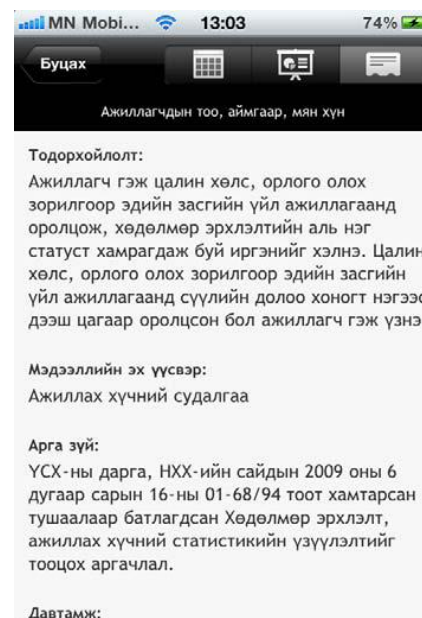 MN Mobi... 13:03 74%
Буцах
Ажиллагчдын тоо, аймгаар, мян хүн
Тодорхойлолт:
Ажиллагч гэж цалин хөлс, орлого олох
зорилгоор эдийн засгийн үйл ажиллагаанд
оролцож, хөдөлмөр эрхлэлтийн аль нэг
статуст хамрагдаж буй иргэнийг хэлнэ. Цалин
хөлс, орлого олох зорилгоор эдийн засгийн
үйл ажиллагаанд сүүлийн долоо хоногт нэгээс
дээш цагаар оролцсон бол ажиллагч гэж үзнэ
Мэдээллийн эх үүсвэр:
Ажиллах хүчний судалгаа
Арга зүй:
ҮСХ-ны дарга, НХХ-ийн сайдын 2009 оны 6
дугаар сарын 16-ны 01-68/94 тоот хамтарсан
тушаалаар батлагдсан Хөдөлмөр эрхлэлт,
ажиллах хүчний статистикийн үзүүлэлтийг
тооцох аргачлал.
Давтамж: